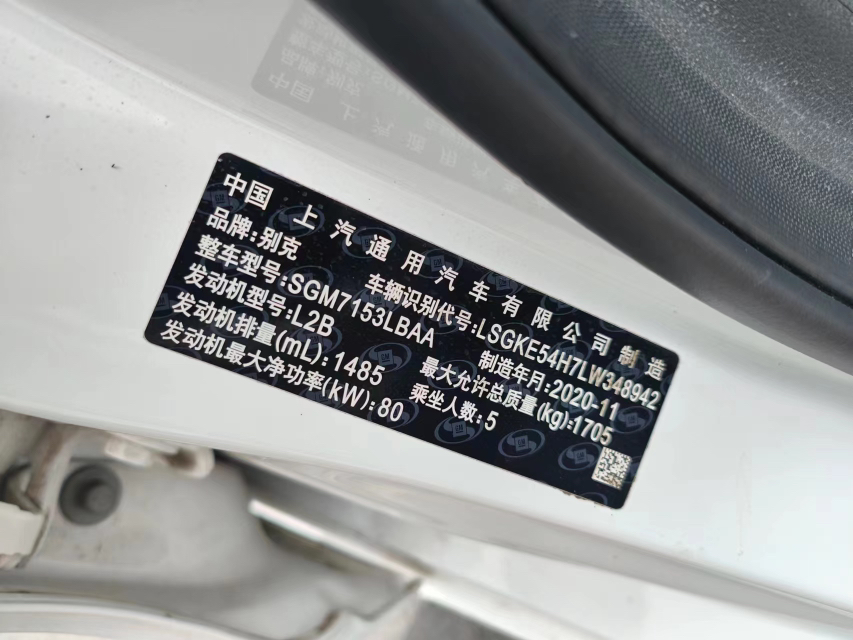 中国 上汽通用汽车有限公司制造
品牌:别克 车辆识别代号:LSGKE54H7LW348942
整车型号:SGM7153LBAA 制造年月:2020-11
发动机型号:L2B 最大允许总质量(kg):1705
发动机排量(mL):1485 乘坐人数:5
发动机最大净功率(kW):80